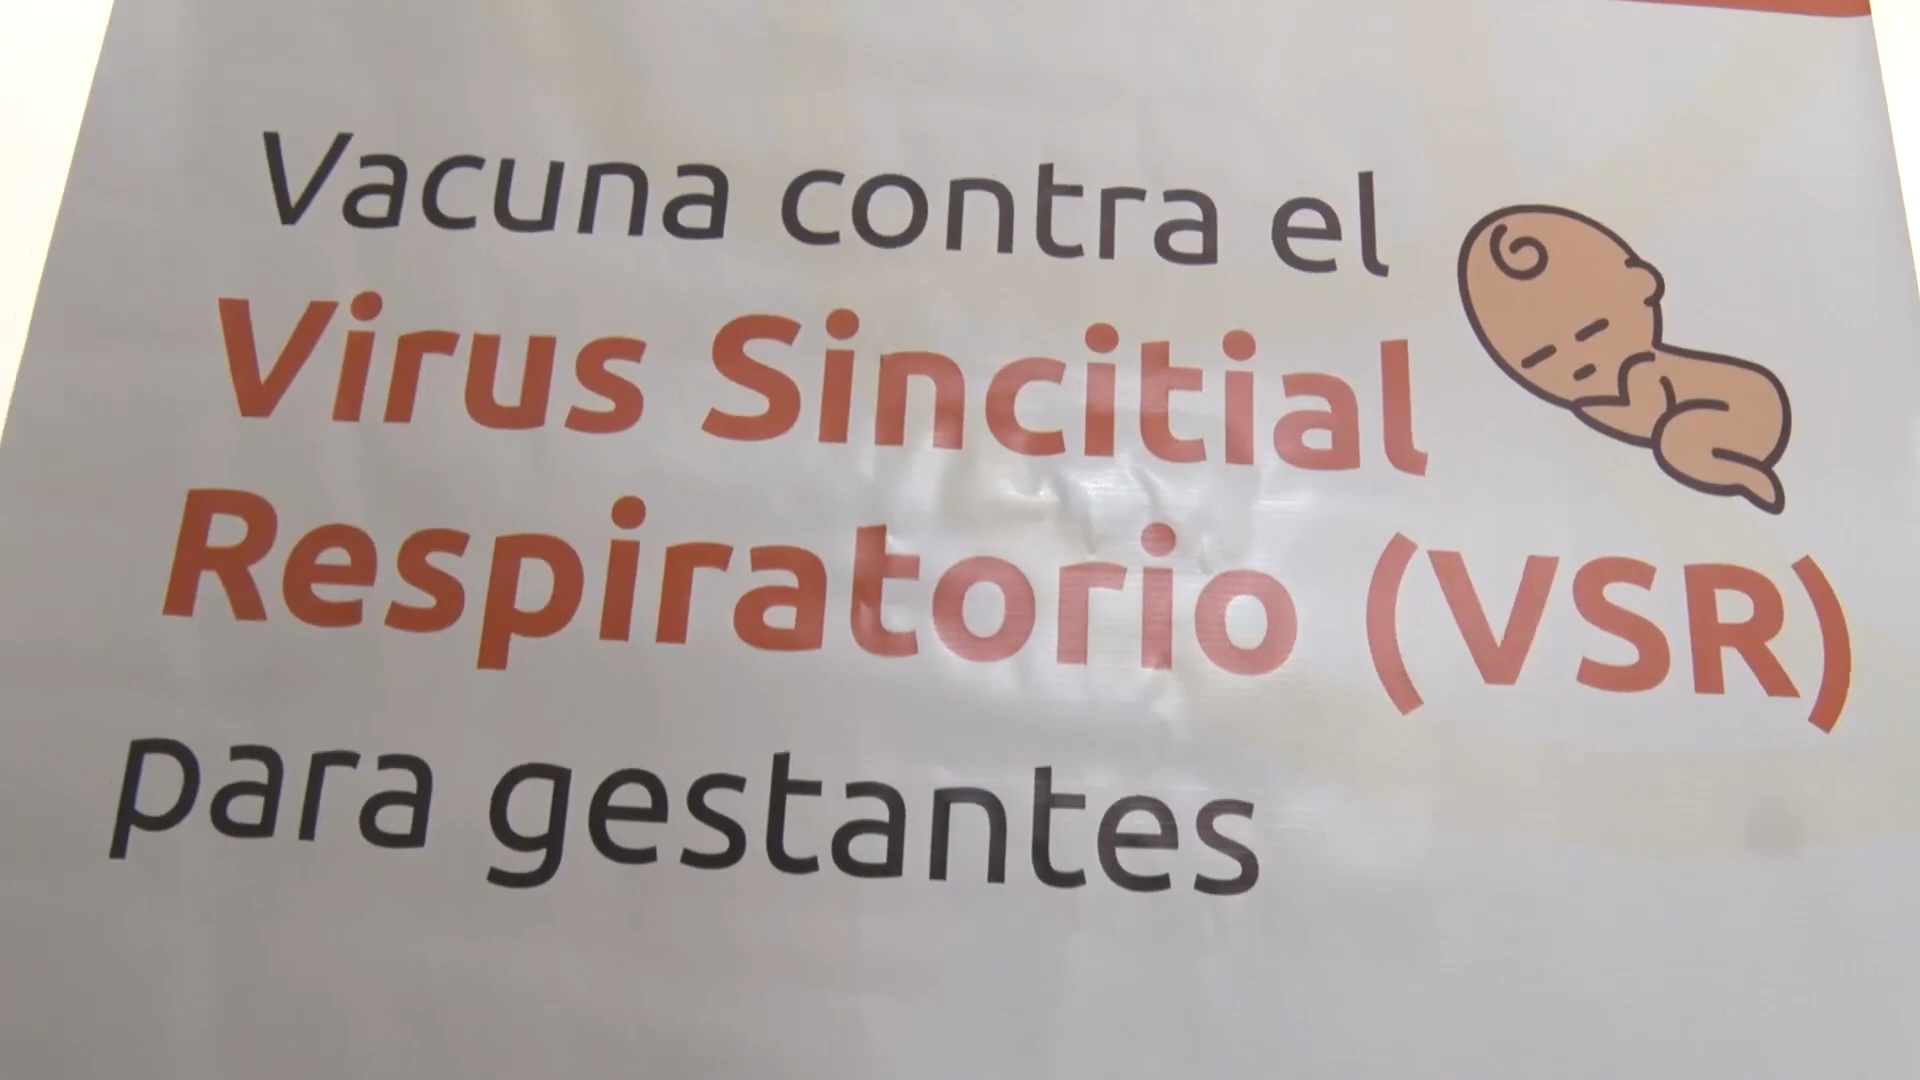 Vacuna contra el
Virus Sincitial
Respiratorio (VSR)
para gestantes